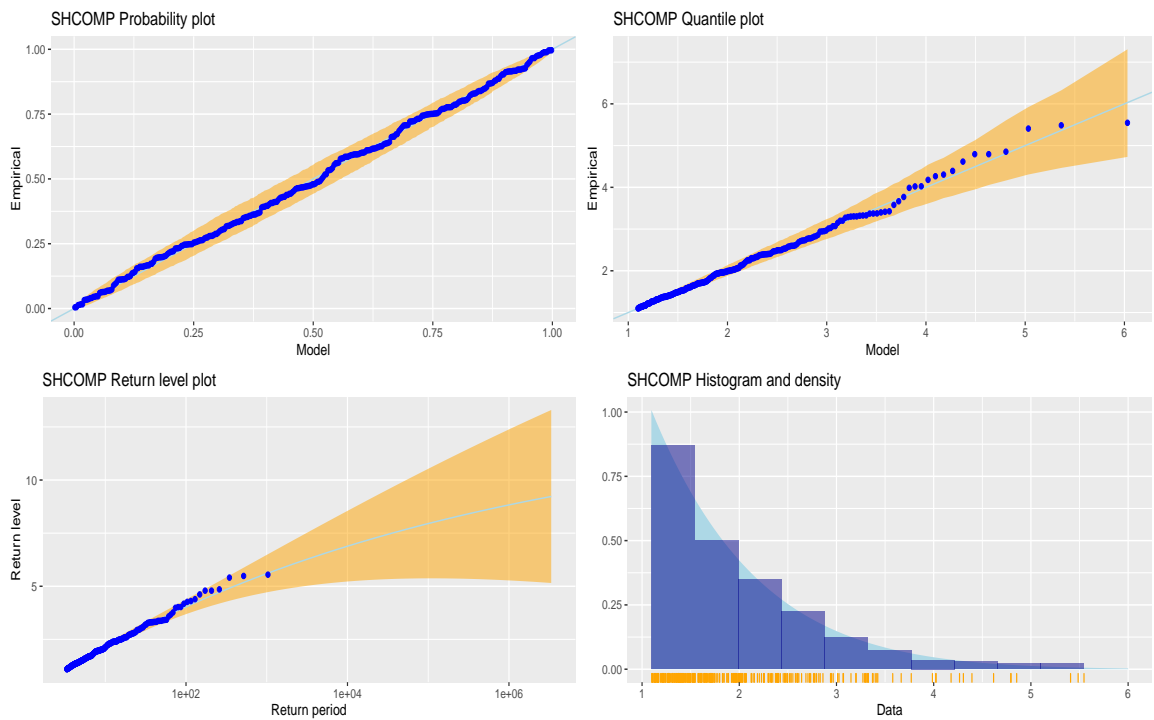 SHCOMP Probability plot
1.00
0.75
0.50
0.25
0.00
Empirical
0.00 0.25 0.50 0.75 1.00
Model
SHCOMP Quantile plot
6
4
2
Empirical
1 2 3 4 5 6
Model
SHCOMP Return level plot
10
5
Return level
1e+02 1e+04 1e+06
Return period
SHCOMP Histogram and density
1.00
0.75
0.50
0.25
0.00
1 2 3 4 5 6
Data